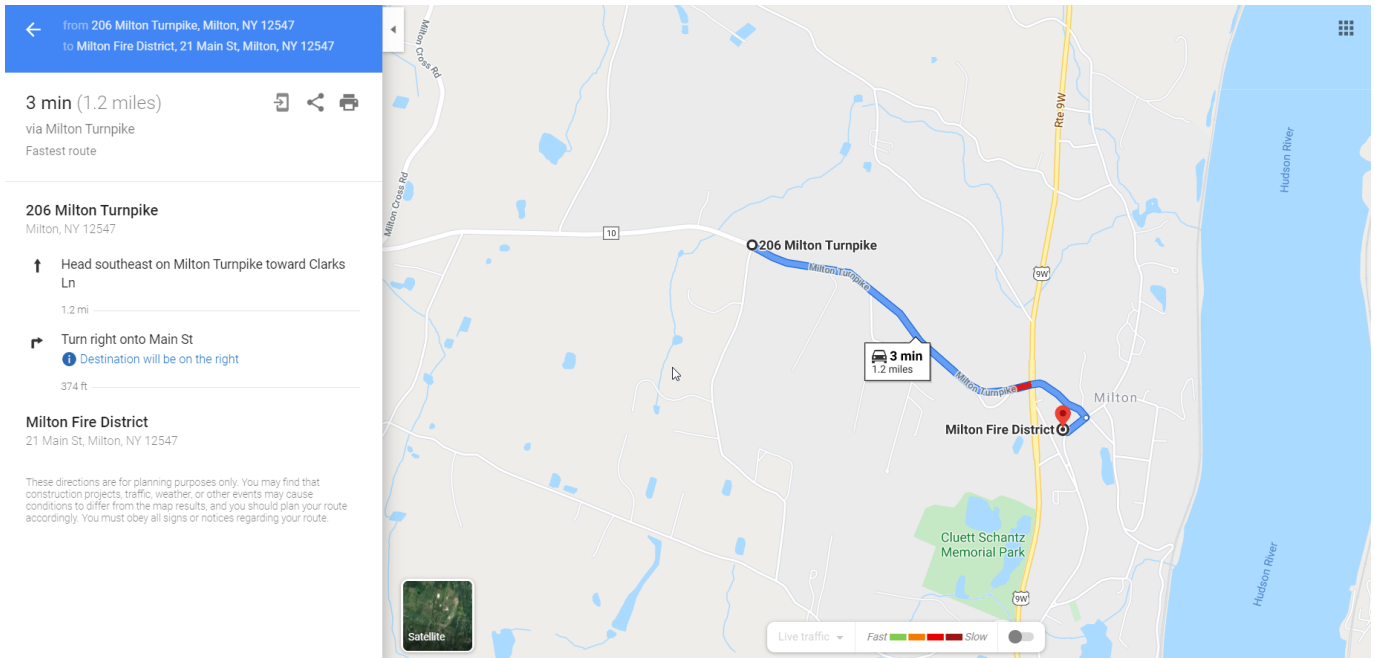 from 206 Milton Turnpike, Milton, NY 12547
to Milton Fire District, 21 Main St, Milton, NY 12547
3 min (1.2 miles)
via Milton Turnpike
Fastest route
206 Milton Turnpike
Milton, NY 12547
Head southeast on Milton Turnpike toward Clarks
Ln
1.2 mi
Turn right onto Main St
Destination will be on the right
374 ft
Milton Fire District
21 Main St, Milton, NY 12547
These directions are for planning purposes only. You may find that
construction projects, traffic, weather, or other events may cause
conditions to differ from the map results, and you should plan your route
accordingly. You must obey all signs or notices regarding your route.
Milton Cross Rd
Milton Cross Rd
10
206 Milton Turnpike
Milton Turnpike
Rte 9W
Hudson River
9W
3 min
1.2 miles
Milton Turnpike
Milton
Milton Fire District
Cluett Schantz
Memorial Park
Hudson River
9W
Satellite
Live traffic
Fast
Slow